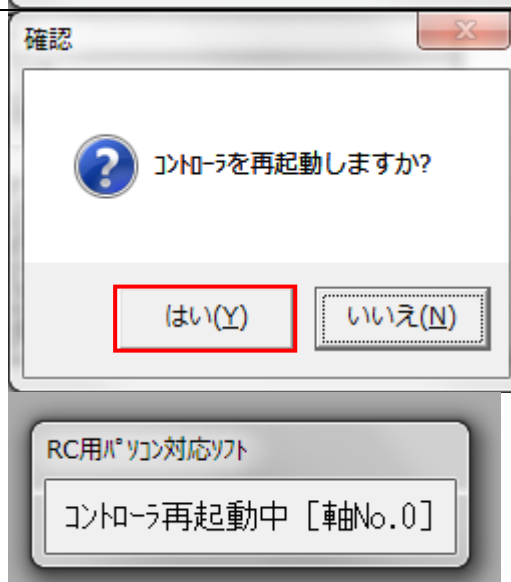 確認
コントローラを再起動しますか?
はい(Y)
いいえ(N)
RC用パソコン対応ソフト
コントローラ再起動中 [軸No.0]